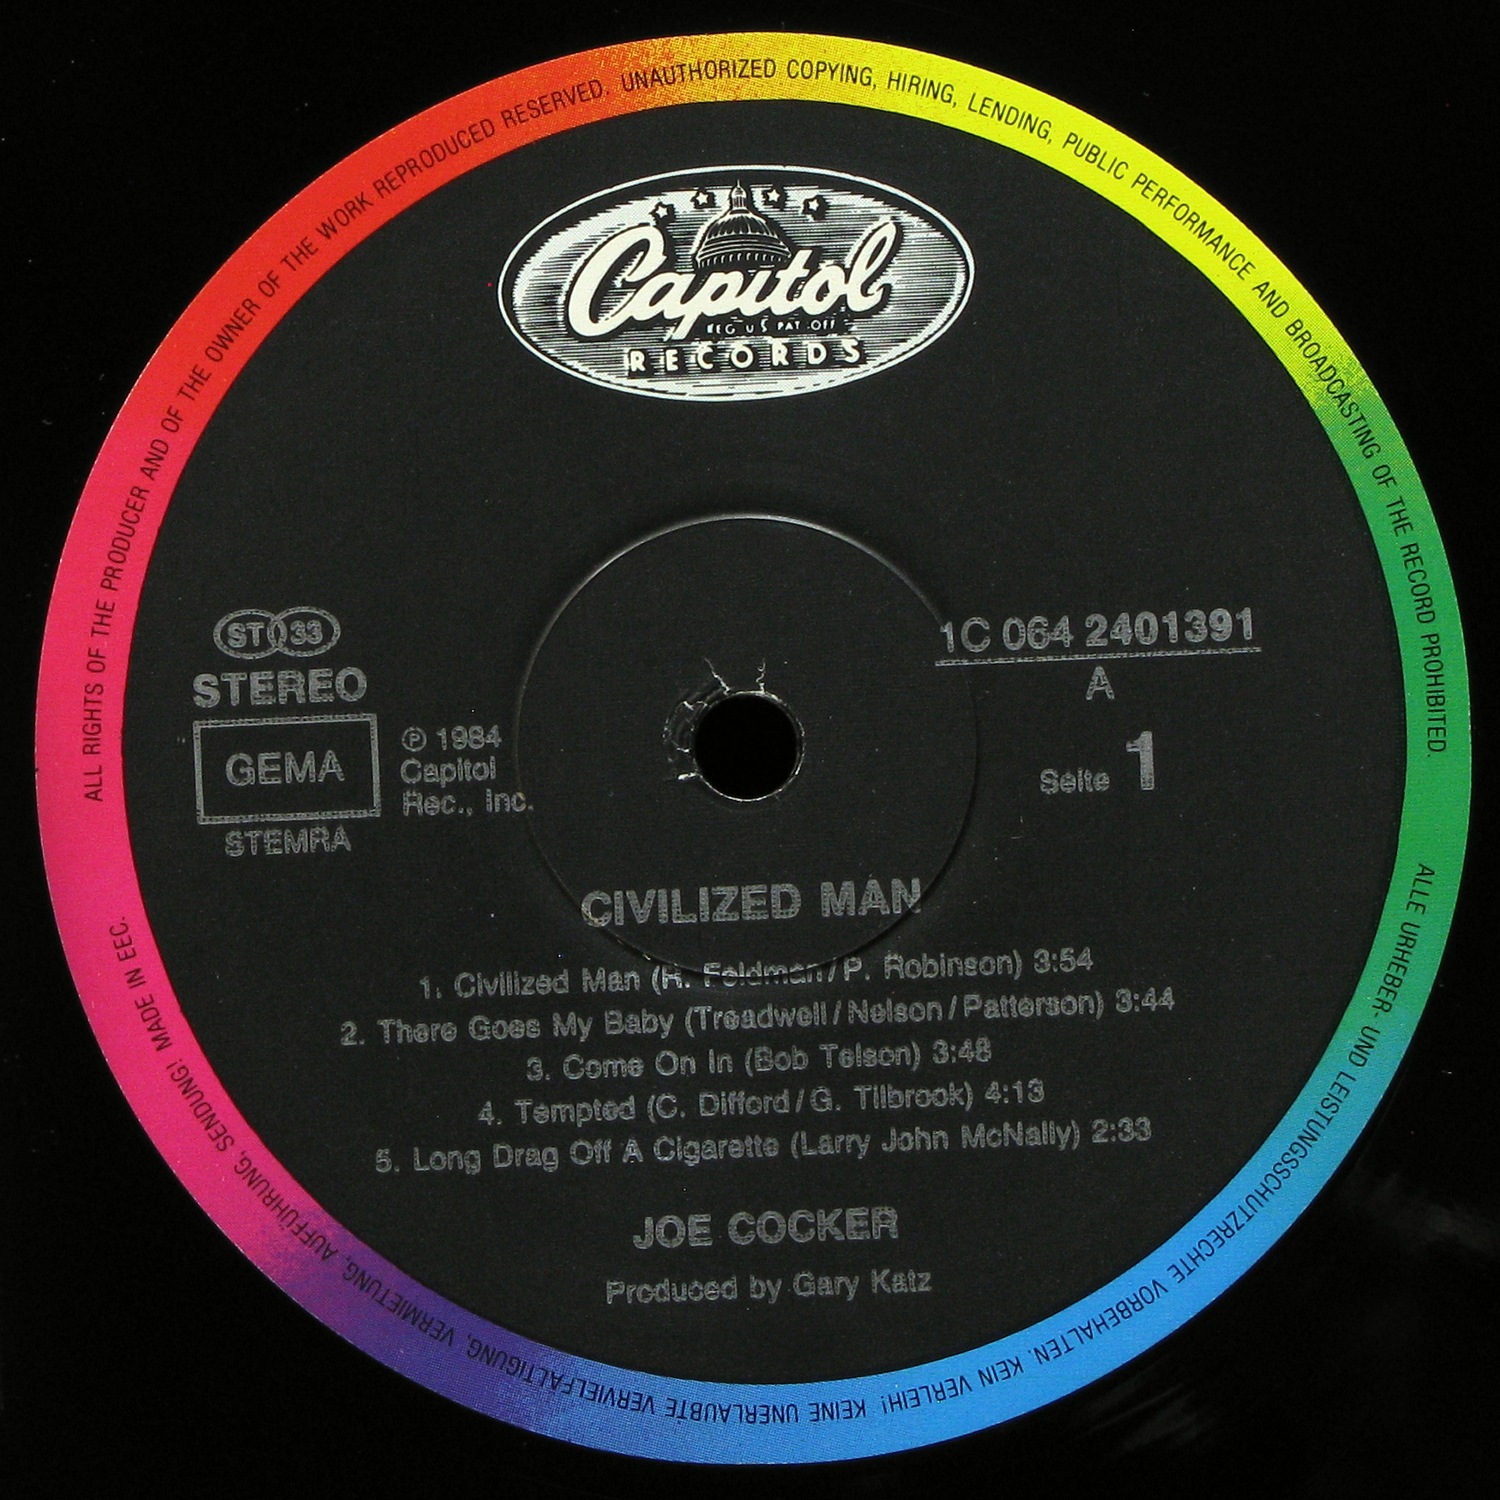 ALL RIGHTS OF THE PRODUCER AND OF THE OWNER OF THE WORK REPRODUCED RESERVED. UNAUTHORIZED COPYING, HIRING, LENDING, PUBLIC PERFORMANCE AND BROADCASTING OF THE RECORD PROHIBITED.
Capitol
REG U S PAT OFF
RECORDS
ST 33
STEREO
GEMA
STEMRA
℗ 1984
Capitol
Rec., Inc.
1C 064 2401391
A
Seite 1
CIVILIZED MAN
1. Civilized Man (R. Feldman/P. Robinson) 3:54
2. There Goes My Baby (Treadwell/Nelson/Patterson) 3:44
3. Come On In (Bob Telson) 3:48
4. Tempted (C. Difford/G. Tilbrook) 4:13
5. Long Drag Off A Cigarette (Larry John McNally) 2:33
JOE COCKER
Produced by Gary Katz
ALLE URHEBER- UND LEISTUNGSSCHUTZRECHTE VORBEHALTEN. KEIN VERLEIH! KEINE UNERLAUBTE VERVIELFÄLTIGUNG, VERMIETUNG, AUFFÜHRUNG, SENDUNG! MADE IN EEC.